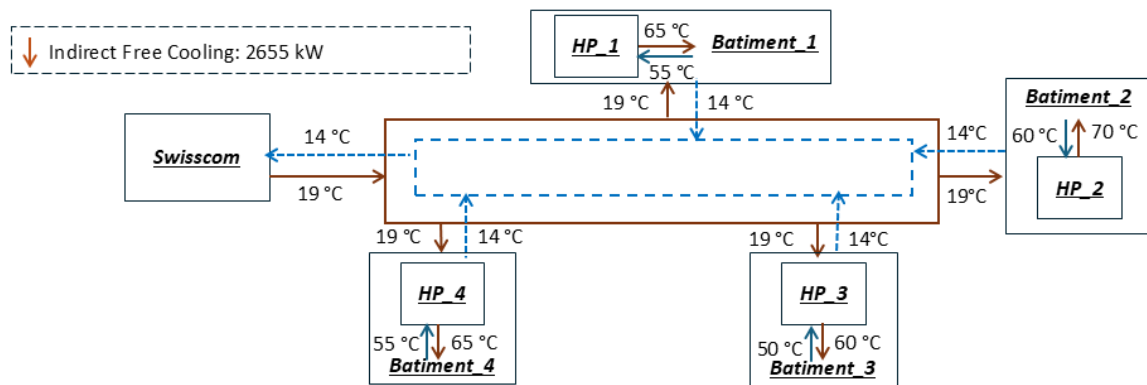 Indirect Free Cooling: 2655 kW
HP_1
65 °C
Batiment_1
55 °C
19 °C
14 °C
Batiment_2
60 °C
70 °C
HP_2
14°C
19°C
Swisscom
14 °C
19 °C
19 °C
14 °C
HP_4
55 °C
65 °C
Batiment_4
19 °C
14°C
HP_3
50 °C
60 °C
Batiment_3